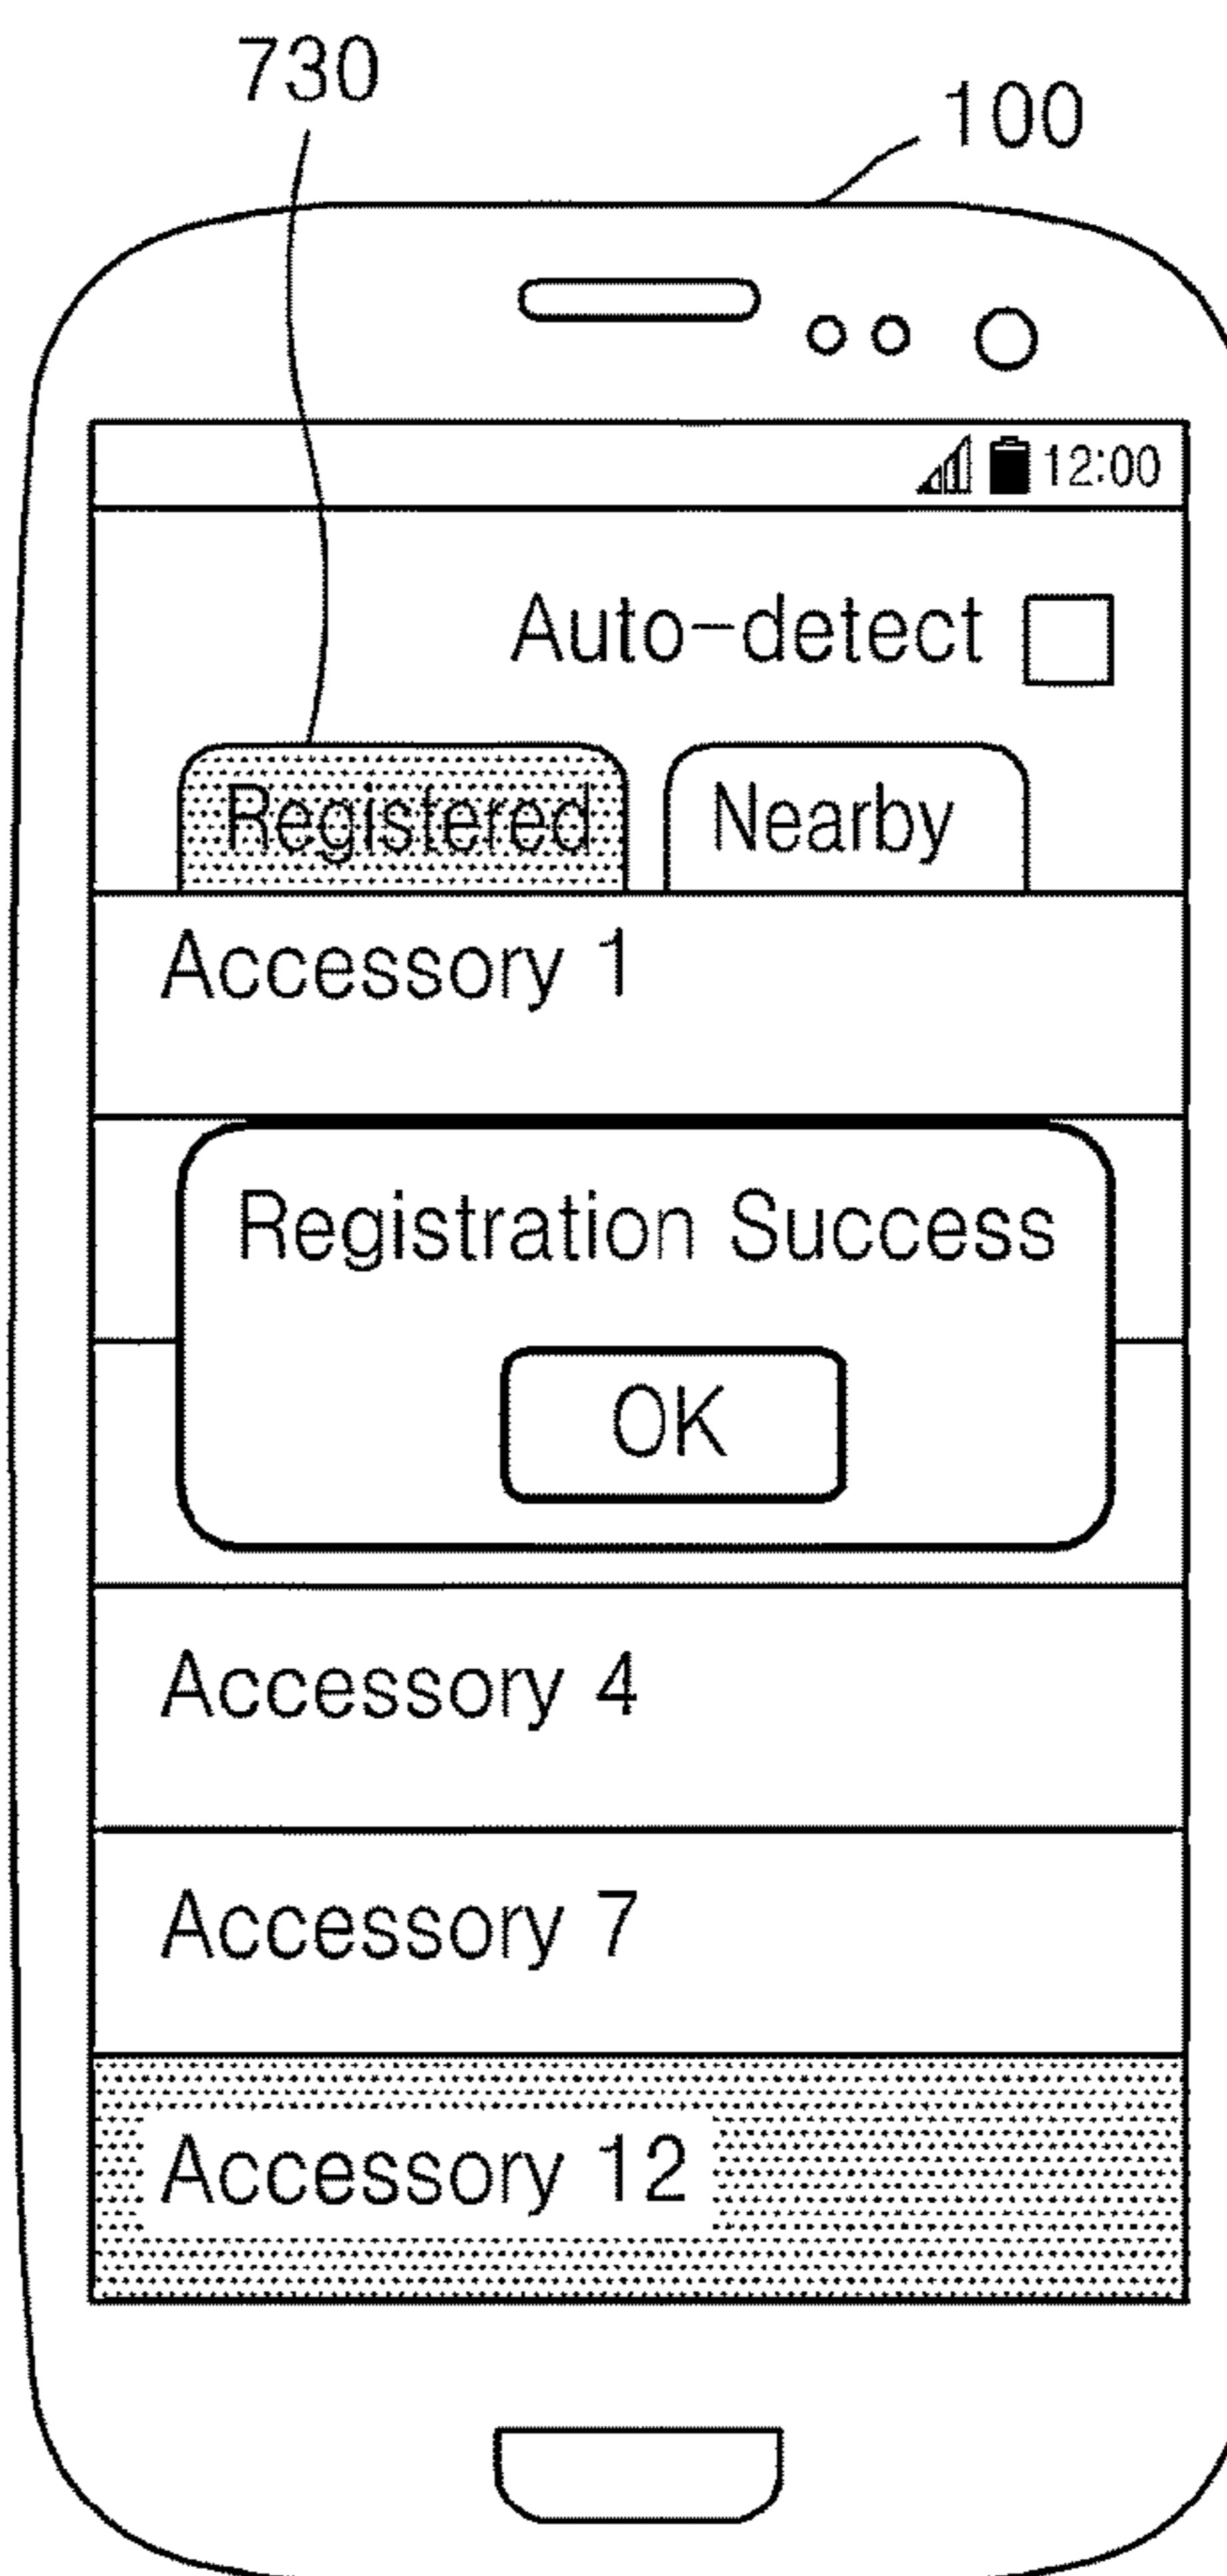 730
100
12:00
Auto-detect
Registered Nearby
Accessory 1
Registration Success
OK
Accessory 4
Accessory 7
Accessory 12